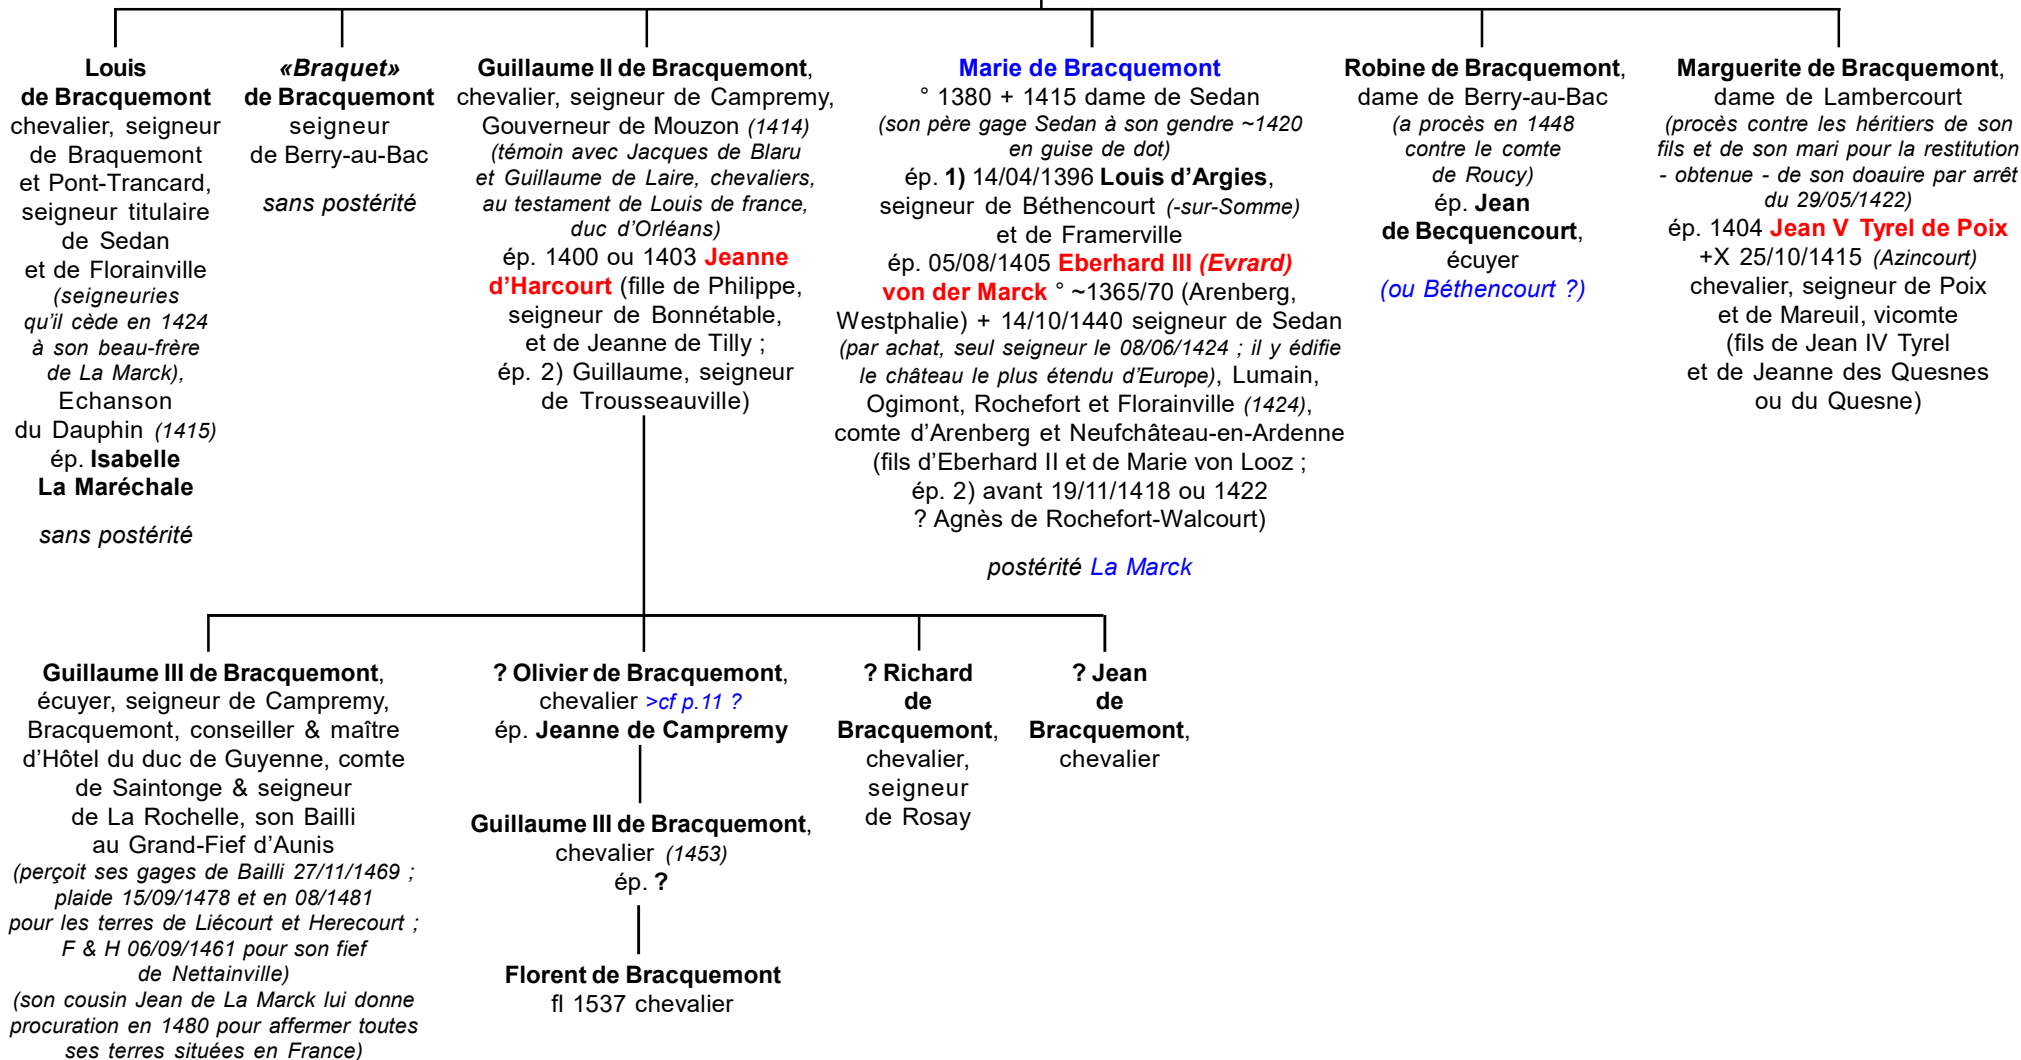 Louis
de Bracquemont
chevalier, seigneur
de Braquemont
et Pont-Trancard,
seigneur titulaire
de Sedan
et de Florainville
(seigneuries
qu'il cède en 1424
à son beau-frère
de La Marck),
Echanson
du Dauphin (1415)
ép. Isabelle
La Maréchale
sans postérité
«Braquet»
de Bracquemont
seigneur
de Berry-au-Bac
sans postérité
Guillaume II de Bracquemont,
chevalier, seigneur de Campremy,
Gouverneur de Mouzon (1414)
(témoin avec Jacques de Blaru
et Guillaume de Laire, chevaliers,
au testament de Louis de france,
duc d'Orléans)
ép. 1400 ou 1403 Jeanne
d'Harcourt (fille de Philippe,
seigneur de Bonnétable,
et de Jeanne de Tilly ;
ép. 2) Guillaume, seigneur
de Trousseauville)
Marie de Bracquemont
° 1380 + 1415 dame de Sedan
(son père gage Sedan à son gendre ~1420
en guise de dot)
ép. 1) 14/04/1396 Louis d'Argies,
seigneur de Béthencourt (-sur-Somme)
et de Framerville
ép. 05/08/1405 Eberhard III (Evrard)
von der Marck ° ~1365/70 (Arenberg,
Westphalie) + 14/10/1440 seigneur de Sedan
(par achat, seul seigneur le 08/06/1424 ; il y édifie
le château le plus étendu d'Europe), Lumain,
Ogimont, Rochefort et Florainville (1424),
comte d'Arenberg et Neufchâteau-en-Ardenne
(fils d'Eberhard II et de Marie von Looz ;
ép. 2) avant 19/11/1418 ou 1422
? Agnès de Rochefort-Walcourt)
postérité La Marck
Robine de Bracquemont,
dame de Berry-au-Bac
(a procès en 1448
contre le comte
de Roucy)
ép. Jean
de Becquencourt,
écuyer
(ou Béthencourt ?)
Marguerite de Bracquemont,
dame de Lambercourt
(procès contre les héritiers de son
fils et de son mari pour la restitution
- obtenue - de son doauire par arrêt
du 29/05/1422)
ép. 1404 Jean V Tyrel de Poix
+X 25/10/1415 (Azincourt)
chevalier, seigneur de Poix
et de Mareuil, vicomte
(fils de Jean IV Tyrel
et de Jeanne des Quesnes
ou du Quesne)
Guillaume III de Bracquemont,
écuyer, seigneur de Campremy,
Bracquemont, conseiller & maître
d'Hôtel du duc de Guyenne, comte
de Saintonge & seigneur
de La Rochelle, son Bailli
au Grand-Fief d'Aunis
(perçoit ses gages de Bailli 27/11/1469 ;
plaide 15/09/1478 et en 08/1481
pour les terres de Liécourt et Herecourt ;
F & H 06/09/1461 pour son fief
de Nettainville)
(son cousin Jean de La Marck lui donne
procuration en 1480 pour affermer toutes
ses terres situées en France)
? Olivier de Bracquemont,
chevalier >cf p.11 ?
ép. Jeanne de Campremy
Guillaume III de Bracquemont,
chevalier (1453)
ép. ?
Florent de Bracquemont
fl 1537 chevalier
? Richard
de
Bracquemont,
chevalier,
seigneur
de Rosay
? Jean
de
Bracquemont,
chevalier